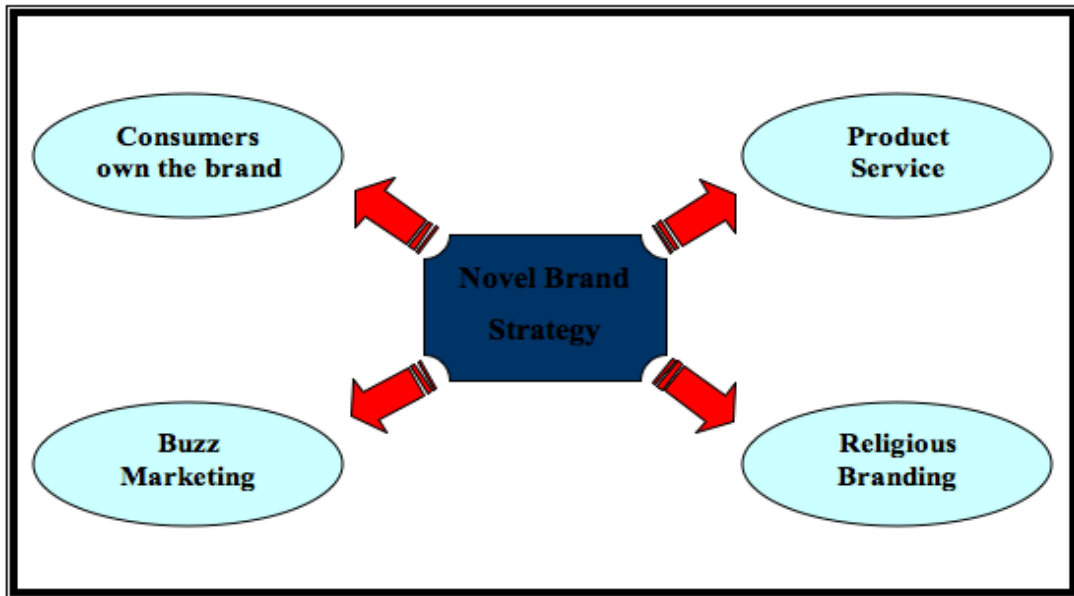 Consumers
own the brand
Product
Service
Novel Brand
Strategy
Buzz
Marketing
Religious
Branding